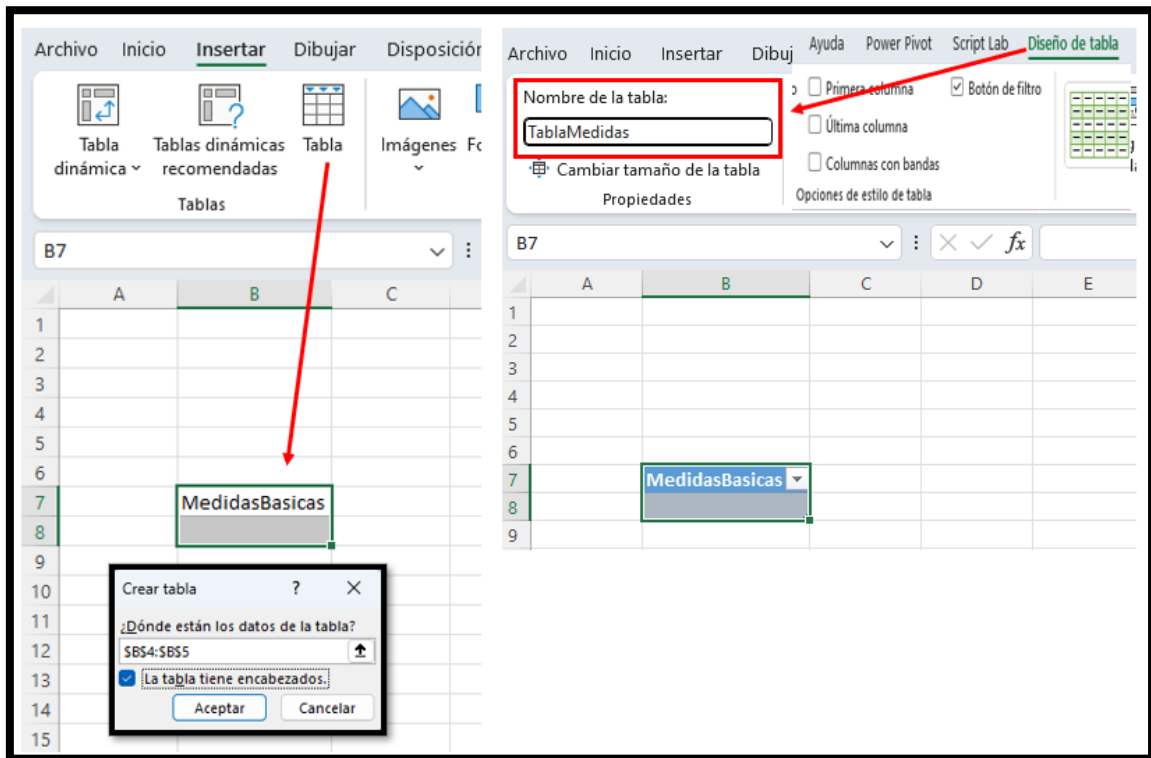 Archivo Inicio Insertar Dibujar Disposición
Tabla dinámica
Tablas dinámicas recomendadas
Tabla
Imágenes
Tablas
B7
A B C
1
2
3
4
5
6
7 MedidasBasicas
8
9
10
11
12
13
14
15
Crear tabla ? X
¿Dónde están los datos de la tabla?
$B$4:$B$5
La tabla tiene encabezados.
Aceptar Cancelar
Archivo Inicio Insertar Dibuj
Ayuda Power Pivot Script Lab Diseño de tabla
Nombre de la tabla:
TablaMedidas
Cambiar tamaño de la tabla
Propiedades
Primera columna
Botón de filtro
Última columna
Columnas con bandas
Opciones de estilo de tabla
B7
fx
A B C D E
1
2
3
4
5
6
7 MedidasBasicas
8
9